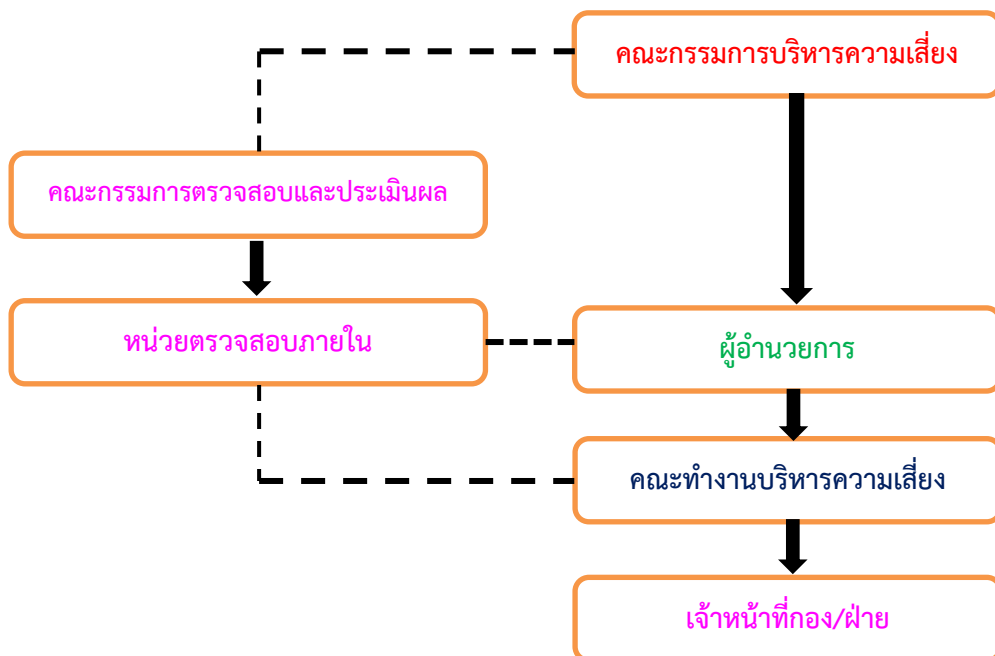 คณะกรรมการบริหารความเสี่ยง
คณะกรรมการตรวจสอบและประเมินผล
หน่วยตรวจสอบภายใน
ผู้อำนวยการ
คณะทำงานบริหารความเสี่ยง
เจ้าหน้าที่กอง/ฝ่าย